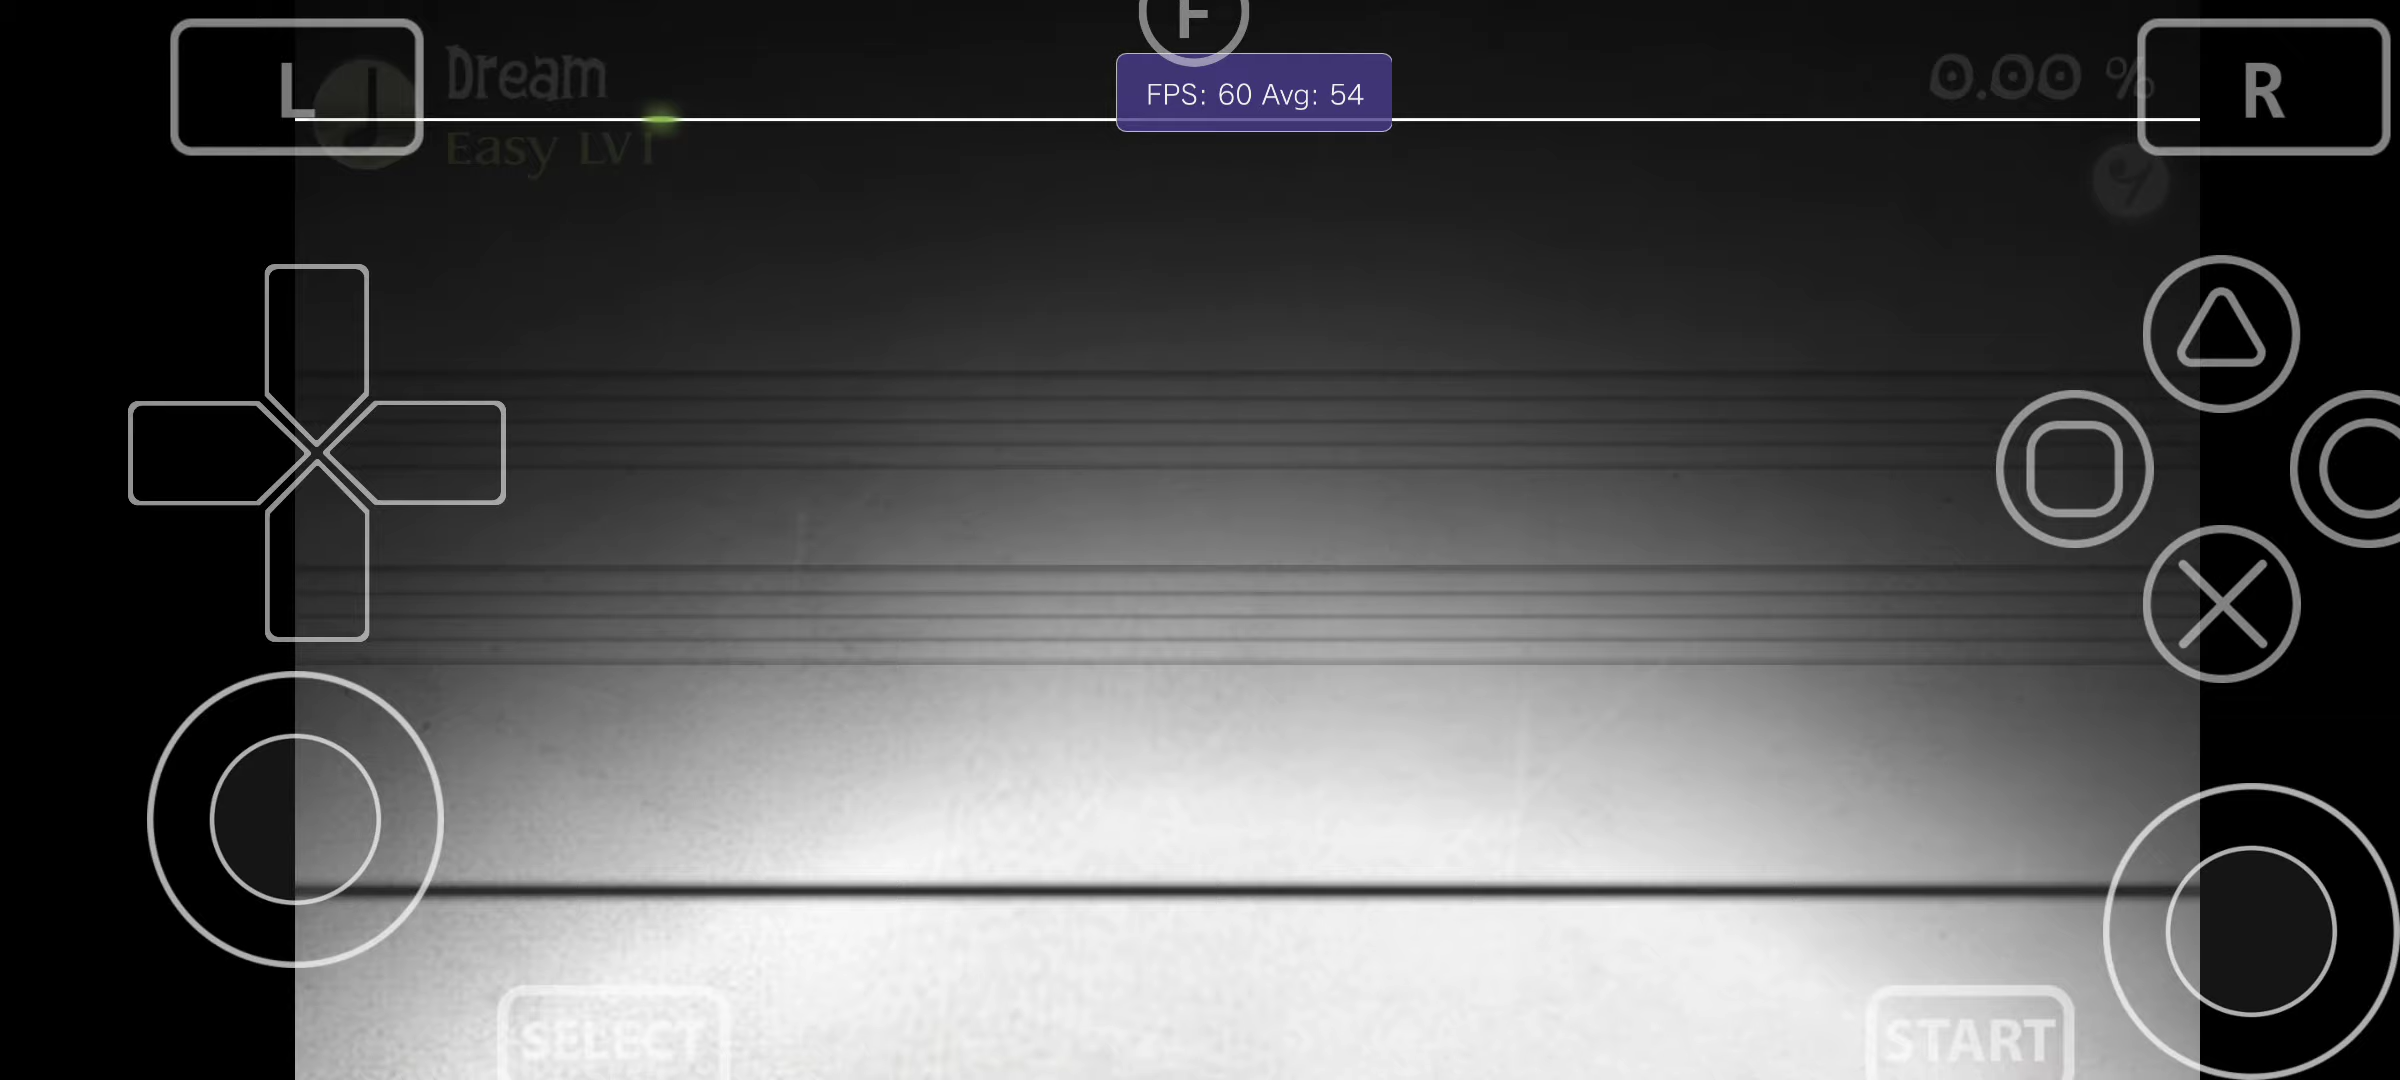 F
L
Dream
FPS: 60 Avg: 54
0.00 %
R
Easy LV1
SELECT
START